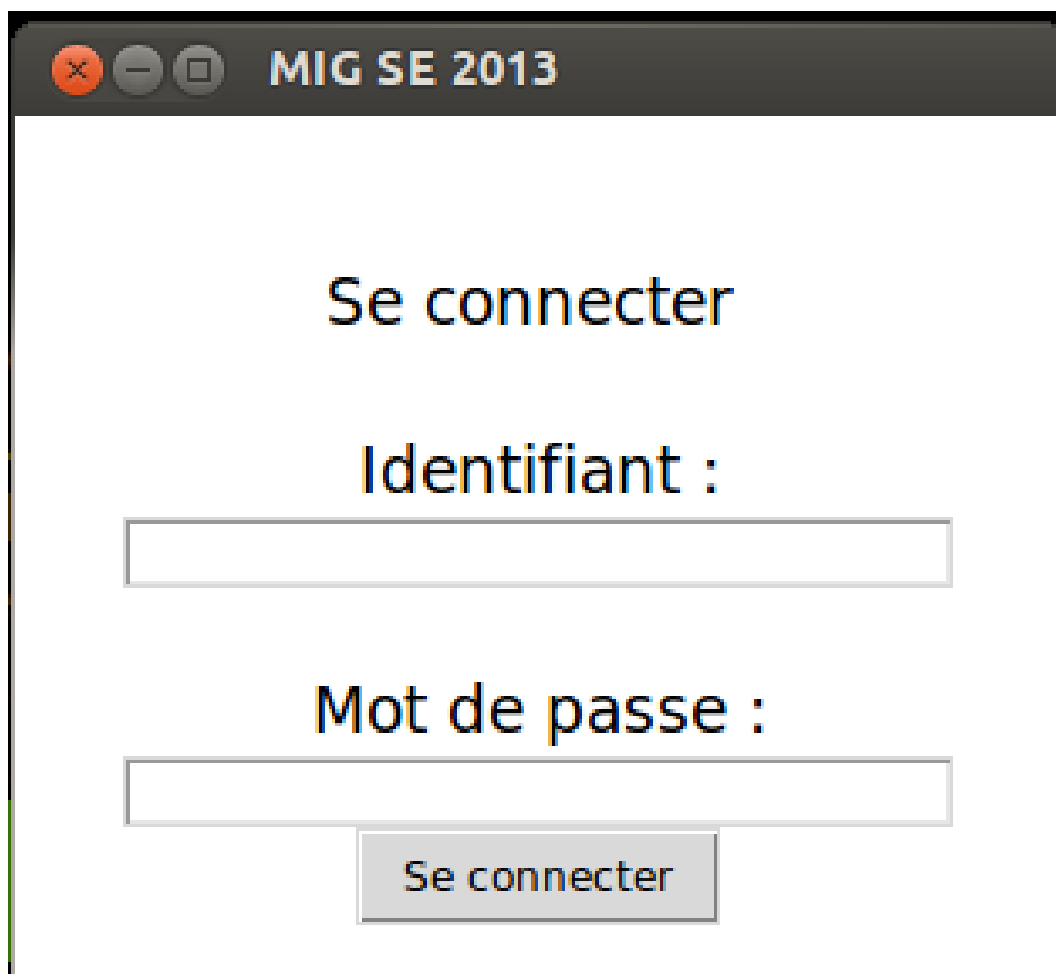 MIG SE 2013
Se connecter
Identifiant :
Mot de passe :
Se connecter